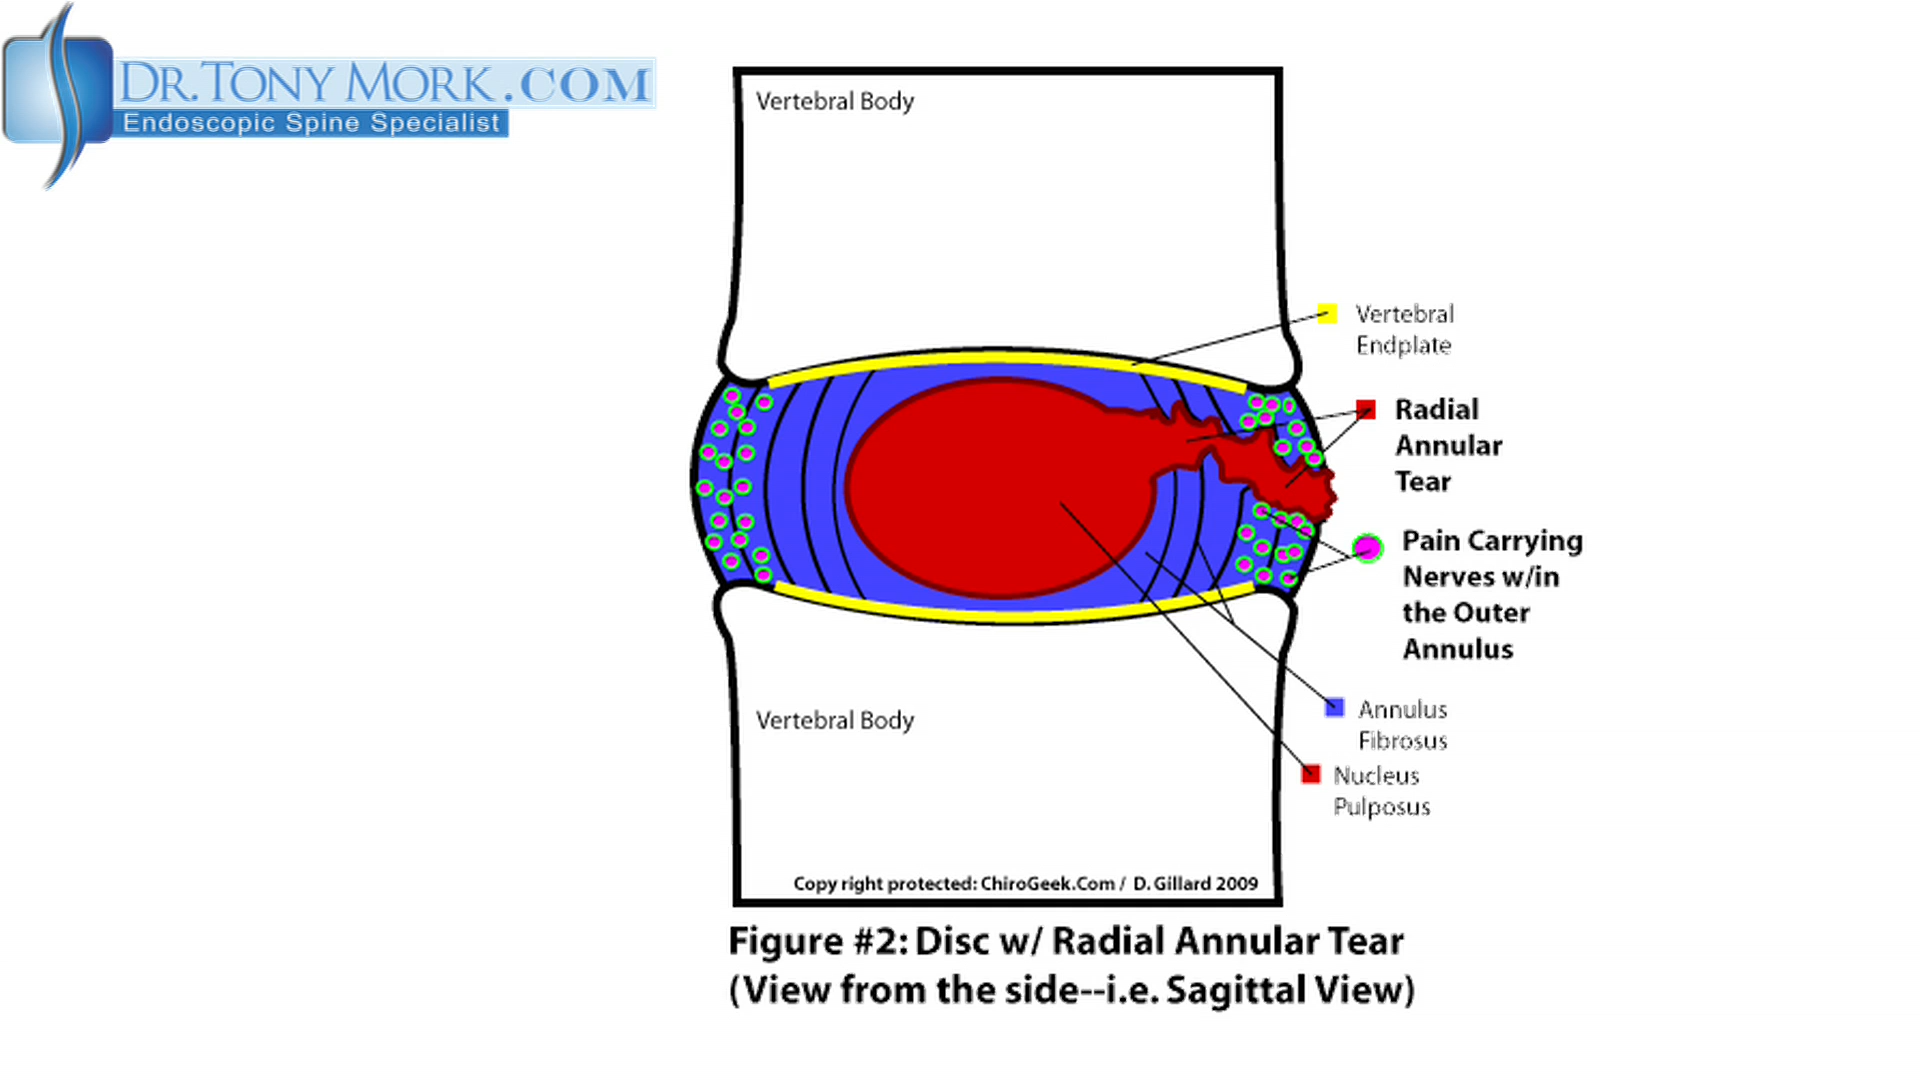 DR.TONY MORK.COM
Endoscopic Spine Specialist
Vertebral Body
Vertebral
Endplate
Radial
Annular
Tear
Pain Carrying
Nerves w/in
the Outer
Annulus
Annulus
Fibrosus
Vertebral Body
Nucleus
Pulposus
Copy right protected: ChiroGeek.Com / D. Gillard 2009
Figure #2: Disc w/ Radial Annular Tear
(View from the side--i.e. Sagittal View)